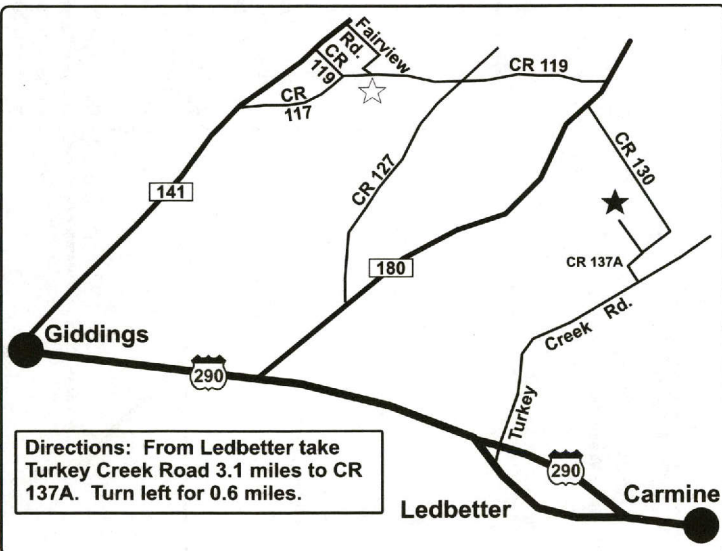 Fairview
Rd.
CR
119
CR 119
CR
117
CR 127
CR 130
141
180
CR 137A
Creek Rd.
Turkey
Giddings
290
290
Ledbetter
Carmine
Directions: From Ledbetter take
Turkey Creek Road 3.1 miles to CR
137A. Turn left for 0.6 miles.